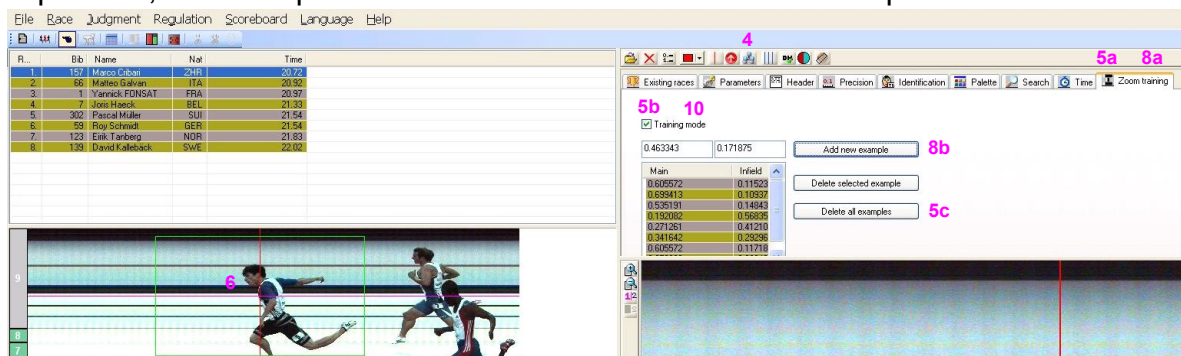 File Race Judgment Regulation Scoreboard Language Help
4
5a 8a
R... Bib Name Nat Time
1. 157 Marco Cribari ZHR 20.72
2. 66 Matteo Galvan ITA 20.92
3. 1 Yannick FONSAT FRA 20.97
4. 7 Joris Haeck BEL 21.33
5. 302 Pascal Müller SUI 21.54
6. 59 Roy Schmidt GER 21.54
7. 123 Eirik Tanberg NOR 21.83
8. 139 David Kallebäck SWE 22.02
Existing races Parameters Header Precision Identification Palette Search Time Zoom training
5b 10
Training mode
0.463343 0.171875 Add new example 8b
Main Infield
0.605572 0.11523
0.699413 0.10937
0.535191 0.14843
0.192082 0.56835
0.271261 0.41210
0.341642 0.29296
0.605572 0.11718
Delete selected example
Delete all examples 5c
9
6
8
7
1/2